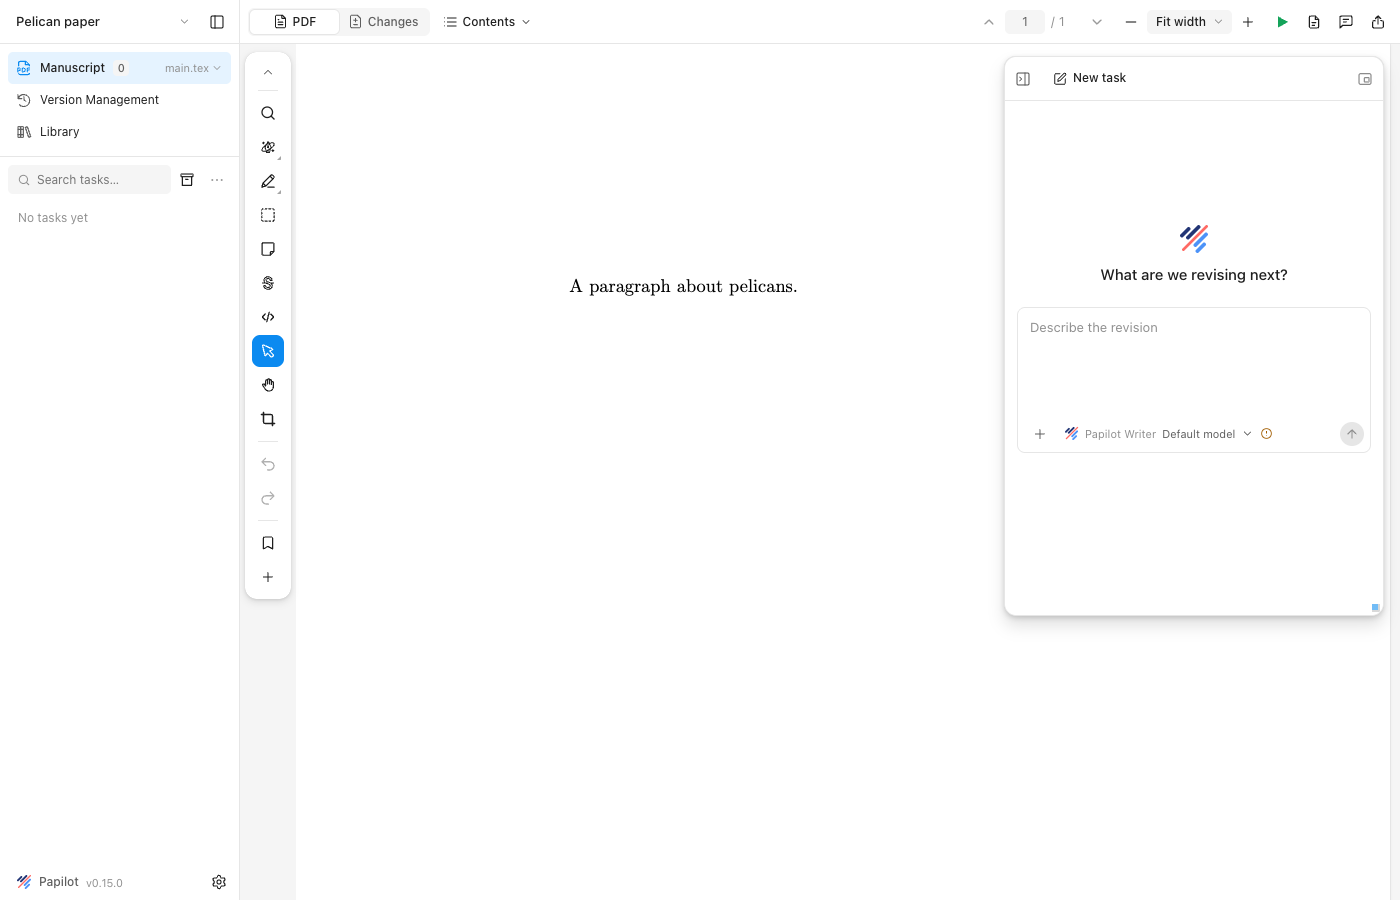 Pelican paper
PDF
Changes
Contents
1
/ 1
Fit width
Manuscript
0
main.tex
Version Management
Library
Search tasks...
No tasks yet
A paragraph about pelicans.
New task
What are we revising next?
Describe the revision
Papilot Writer
Default model
Papilot
v0.15.0